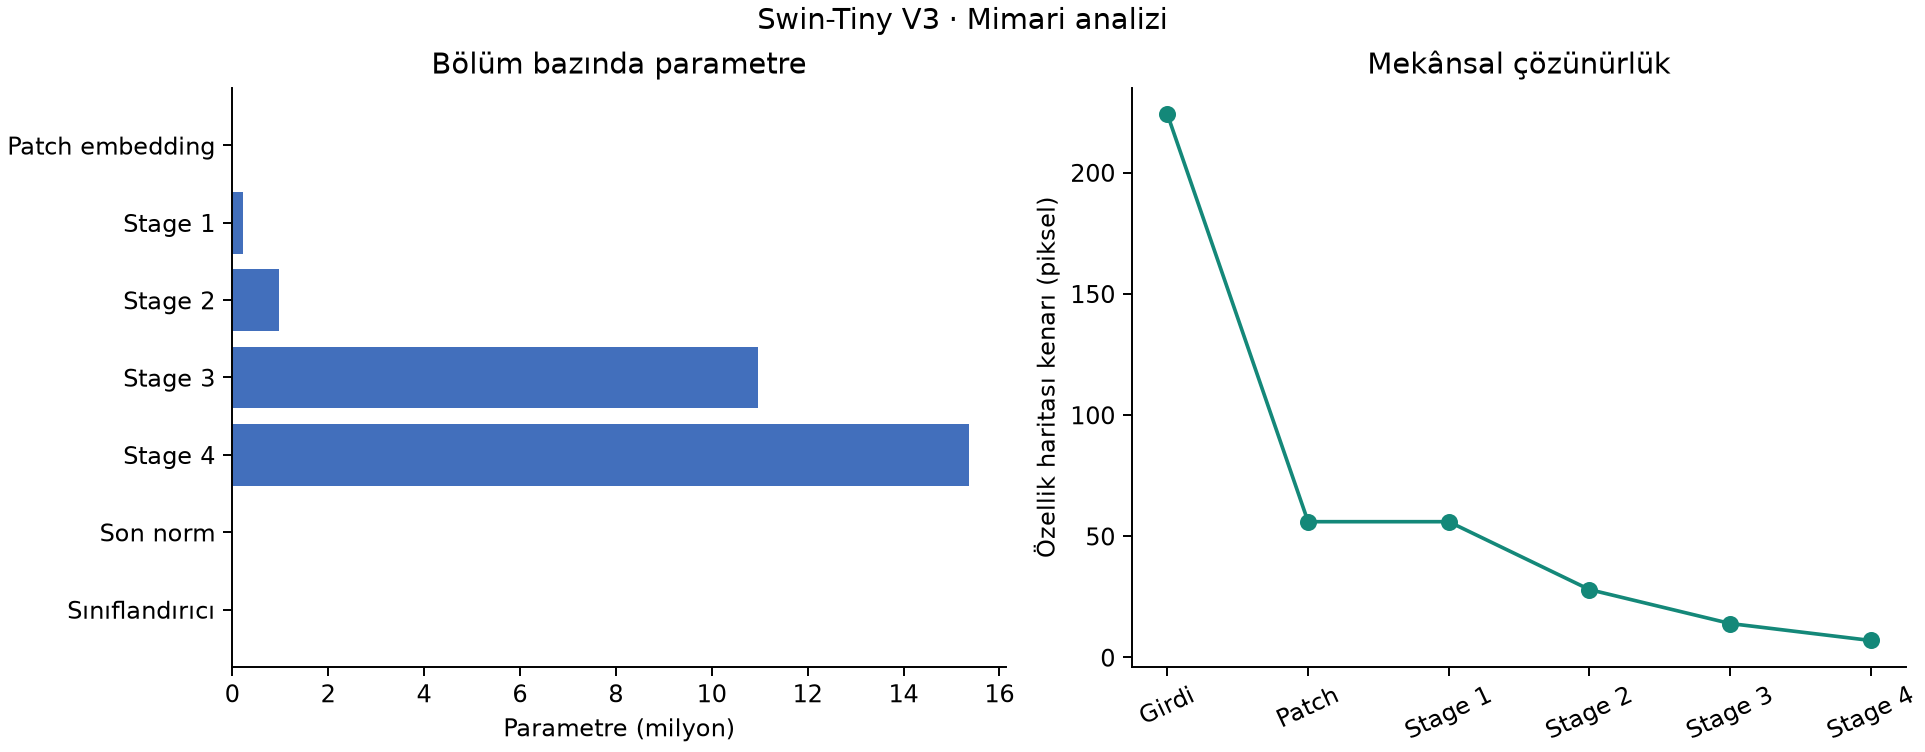 Swin-Tiny V3 · Mimari analizi
Bölüm bazında parametre
Patch embedding
Stage 1
Stage 2
Stage 3
Stage 4
Son norm
Sınıflandırıcı
0 2 4 6 8 10 12 14 16
Parametre (milyon)
Mekânsal çözünürlük
Özellik haritası kenarı (piksel)
200
150
100
50
0
Girdi Patch Stage 1 Stage 2 Stage 3 Stage 4